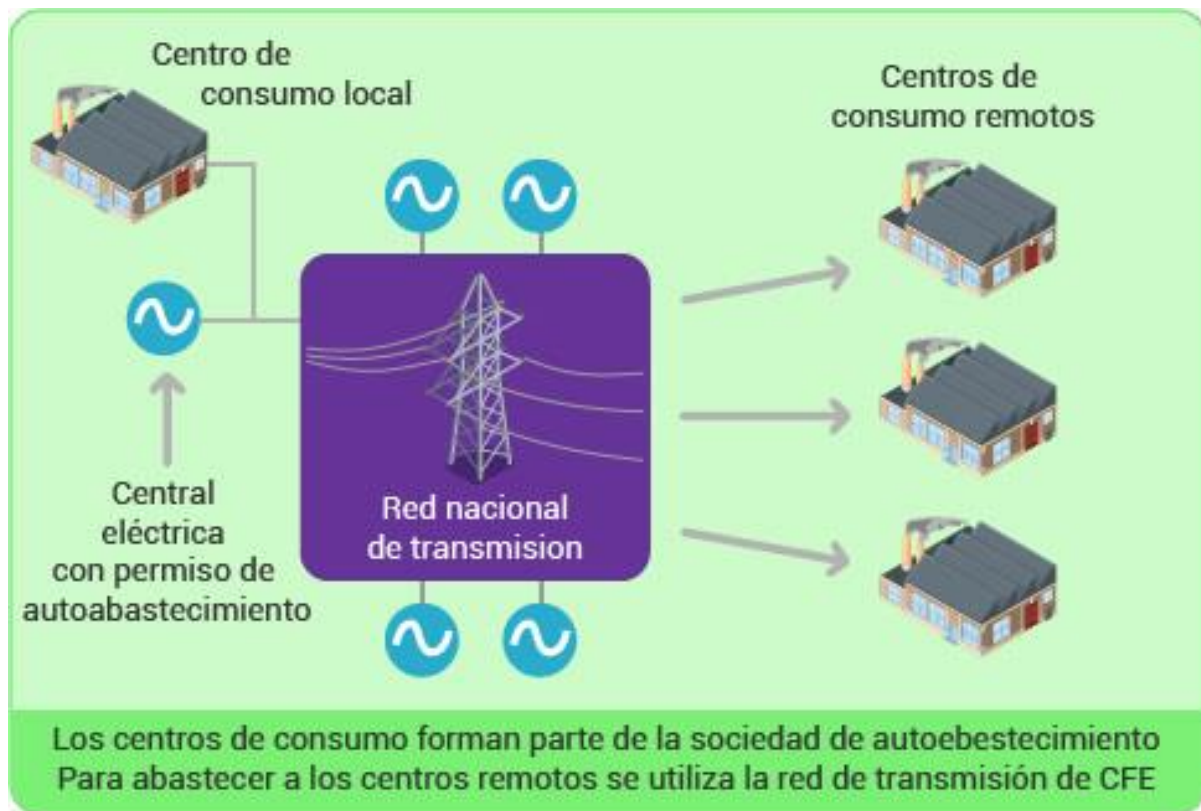 Centro de
consumo local
Centros de
consumo remotos
Central
eléctrica
con permiso de
autoabastecimiento
Red nacional
de transmision
Los centros de consumo forman parte de la sociedad de autoebestecimiento
Para abastecer a los centros remotos se utiliza la red de transmisión de CFE